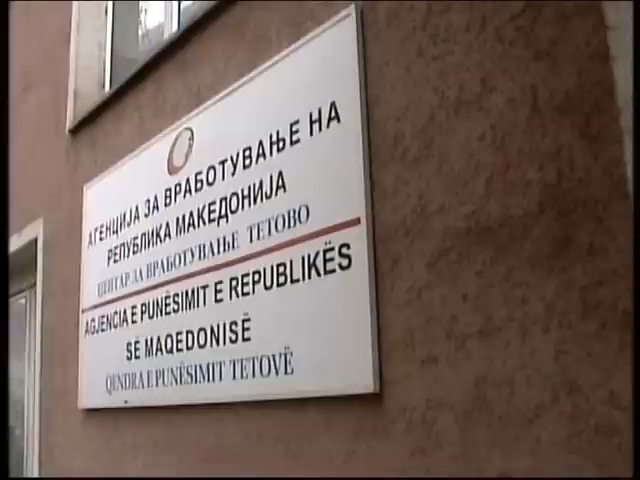 АГЕНЦИЈА ЗА ВРАБОТУВАЊЕ НА
РЕПУБЛИКА МАКЕДОНИЈА
ЦЕНТАР ЗА ВРАБОТУВАЊЕ ТЕТОВО
AGJENCIA E PUNËSIMIT E REPUBLIKËS
SË MAQEDONISË
QENDRA E PUNËSIMIT TETOVË